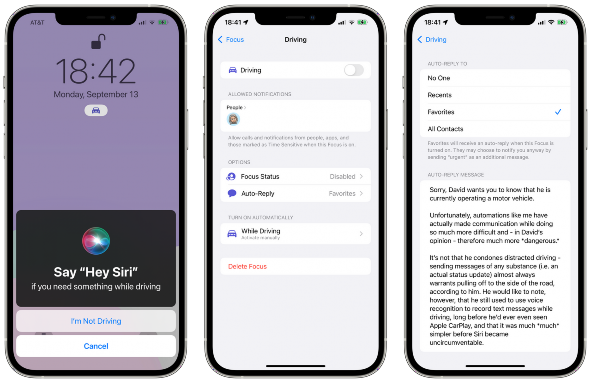 AT&T
18:42
Monday, September 13
Say "Hey Siri"
if you need something while driving
I'm Not Driving
Cancel
18:41
Focus
Driving
Driving
ALLOWED NOTIFICATIONS
People
Allow calls and notifications from people, apps, and
those marked as Time Sensitive when this Focus is on.
OPTIONS
Focus Status Disabled
Auto-Reply Favorites
TURN ON AUTOMATICALLY
While Driving
Activate manually
Delete Focus
18:41
Driving
AUTO-REPLY TO
No One
Recents
Favorites
All Contacts
Favorites will receive an auto-reply when this Focus is
turned on. They may choose to notify you anyway by
sending "urgent" as an additional message.
AUTO-REPLY MESSAGE
Sorry, David wants you to know that he is
currently operating a motor vehicle.
Unfortunately, automations like me have
actually made communication while doing
so much more difficult and - in DaVid's
opinion - therefore much more *dangerous.*
It's not that he condones distracted driving -
sending messages of any substance (i.e. an
actual status update) almost always
warrants pulling off to the side of the road,
according to him. He would like to note,
however, that he still used to use voice
recognition to record text messages while
driving, long before he'd ever even seen
Apple CarPlay, and that it was much *much*
simpler before Siri became
uncircumventable.